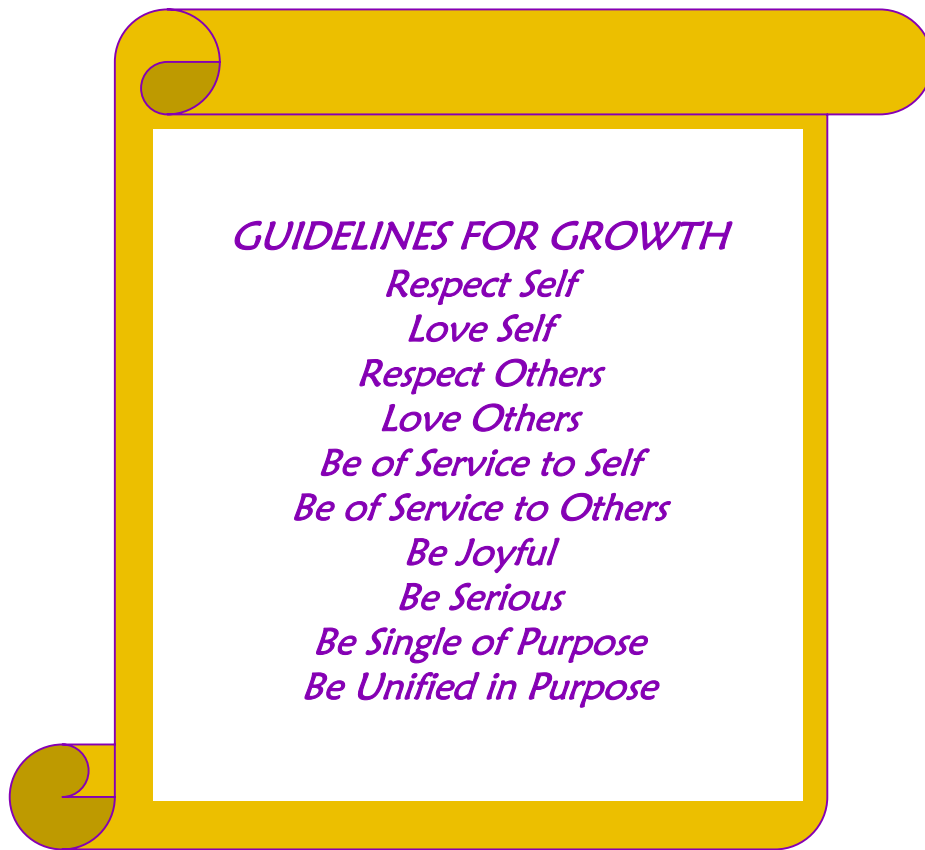 GUIDELINES FOR GROWTH
Respect Self
Love Self
Respect Others
Love Others
Be of Service to Self
Be of Service to Others
Be Joyful
Be Serious
Be Single of Purpose
Be Unified in Purpose